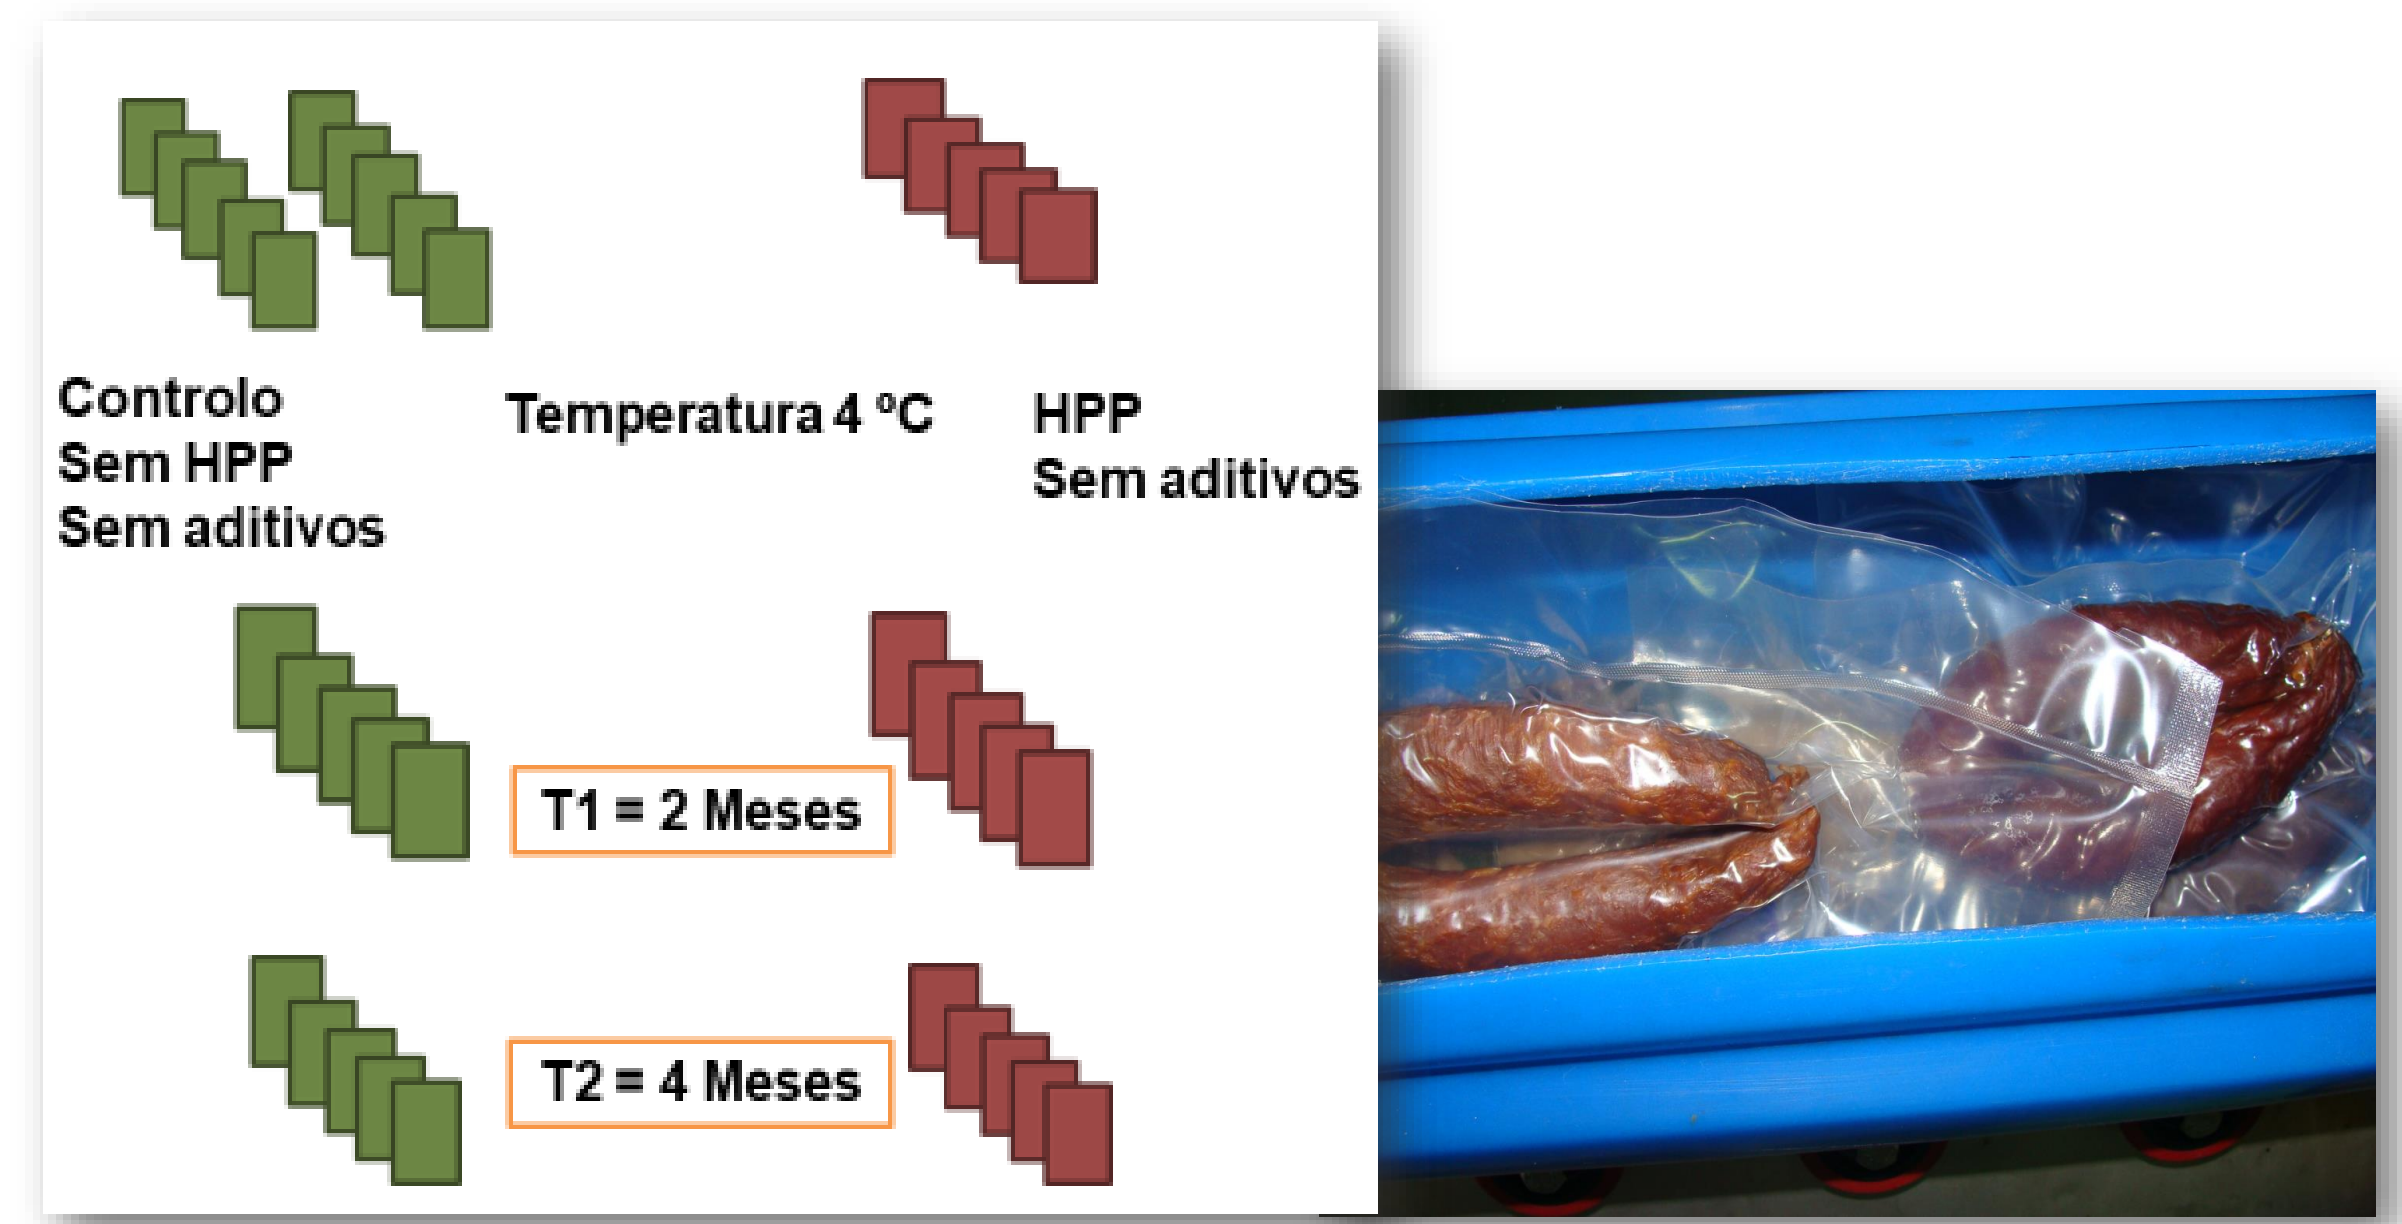 Controlo
Sem HPP
Sem aditivos
Temperatura 4 ºC
HPP
Sem aditivos
T1 = 2 Meses
T2 = 4 Meses